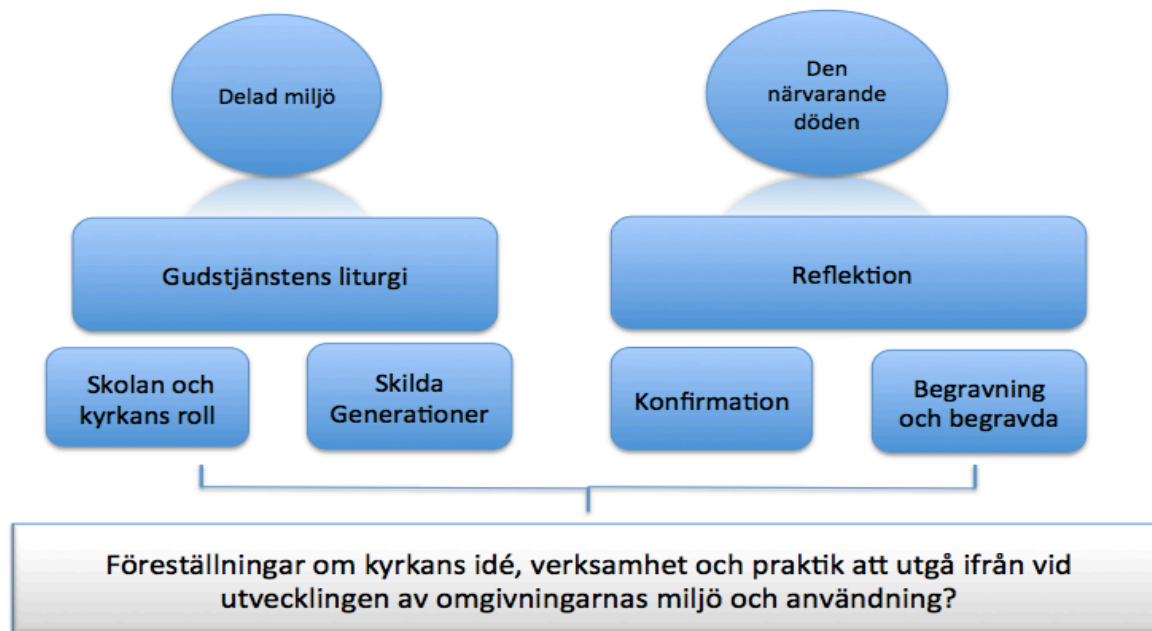 Delad miljö
Den
närvarande
döden
Gudstjänstens liturgi
Reflektion
Skolan och
kyrkans roll
Skilda
Generationer
Konfirmation
Begravning
och begravda
Föreställningar om kyrkans idé, verksamhet och praktik att utgå ifrån vid
utvecklingen av omgivningarnas miljö och användning?